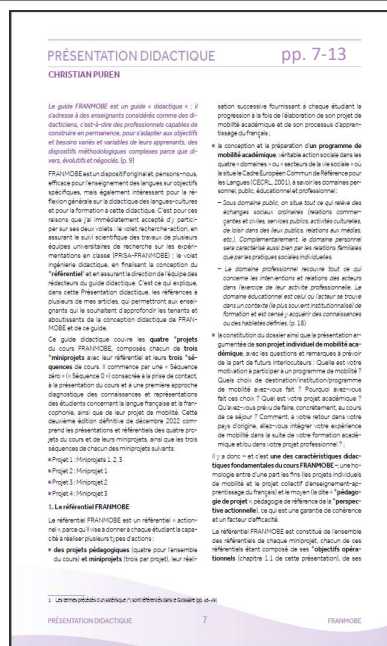 PRÉSENTATION DIDACTIQUE
pp. 7-13
CHRISTIAN PUREN
Le guide FRANMOBE est un guide « didactique » : il
s'adresse à des enseignants considérés comme des di-
dacticiens, c'est-à-dire des professionnels capables de
construire en permanence, pour s'adapter aux objectifs
et besoins variés et variables de leurs apprenants, des
dispositifs méthodologiques complexes parce que di-
vers, évolutifs et négociés. (p. 9)
FRANMOBE est un dispositif original et, pensons-nous,
efficace pour l'enseignement des langues sur objectifs
spécifiques, mais également intéressant pour la ré-
flexion générale sur la didactique des langues-cultures
et pour la formation à cette didactique. C'est pour ces
raisons que j'ai immédiatement accepté d'y partici-
per sur ses deux volets : le volet recherche-action, en
assurant le suivi scientifique des travaux de plusieurs
équipes universitaires de recherche sur les expéri-
mentations en classe (PRISA-FRAMOBE) ; le volet
ingénierie didactique, en finalisant la conception du
*référentiel¹ et en assurant la direction de l'équipe des
rédacteurs du guide didactique. C'est ce qui explique,
dans cette Présentation didactique, les références à
plusieurs de mes articles, qui permettront aux ensei-
gnants qui le souhaitent d'approfondir les tenants et
aboutissants de la conception didactique de FRAN-
MOBE et de ce guide.
Ce guide didactique couvre les quatre *projets
du cours FRANMOBE, composés chacun de trois
*miniprojets avec leur référentiel et leurs trois *sé-
quences de cours. Il commence par une « Séquence
zéro » (« Séquence 0 ») consacrée à la prise de contact,
à la présentation du cours et à une première approche
diagnostique des connaissances et représentations
des étudiants concernant la langue française et la fran-
cophonie, ainsi que de leur projet de mobilité. Cette
deuxième édition définitive de décembre 2022 com-
prend les présentations et référentiels des quatre pro-
jets du cours et de leurs miniprojets, ainsi que les trois
séquences de chacun des miniprojets suivants:
Projet 1 : Miniprojets 1, 2, 3
Projet 2 : Miniprojet 1
Projet 3 : Miniprojet 2
Projet 4 : Miniprojet 3
1. Le référentiel FRANMOBE
Le référentiel FRANMOBE est un référentiel « action-
nel », parce qu'il vise à donner à chaque étudiant la capa-
cité à réaliser plusieurs types d'actions :
des projets pédagogiques (quatre pour l'ensemble
du cours) et miniprojets (trois par projet), leur réali-
sation successive fournissant à chaque étudiant la
progression à la fois de l'élaboration de son projet de
mobilité académique et de son processus d'appren-
tissage du français ;
la conception et la préparation d'un programme de
mobilité académique, véritable action sociale dans les
quatre « domaines » ou « secteurs de la vie sociale » où
la situe le Cadre Européen Commun de Référence pour
les Langues (CECRL, 2001), à savoir les domaines per-
sonnel, public, éducationnel et professionnel :
– Sous domaine public, on situe tout ce qui relève des
échanges sociaux ordinaires (relations commer-
çantes et civiles, services publics, activités culturelles,
de loisir dans des lieux publics, relations aux médias,
etc.). Complémentairement, le domaine personnel
sera caractérisé aussi bien par les relations familiales
que par les pratiques sociales individuelles.
– Le domaine professionnel recouvre tout ce qui
concerne les interventions et relations des acteurs
dans l'exercice de leur activité professionnelle. Le
domaine éducationnel est celui où l'acteur se trouve
dans un contexte (le plus souvent institutionnalisé) de
formation et est censé y acquérir des connaissances
ou des habiletés définies. (p. 18)
la constitution du dossier ainsi que la présentation ar-
gumentée de son projet individuel de mobilité aca-
démique, avec les questions et remarques à prévoir
de la part de futurs interlocuteurs : Quelle est votre
motivation à participer à un programme de mobilité ?
Quels choix de destination/institution/programme
de mobilité avez-vous fait ? Pourquoi avez-vous
fait ces choix ? Quel est votre projet académique ?
Qu'avez-vous prévu de faire, concrètement, au cours
de ce séjour ? Comment, à votre retour dans votre
pays d'origine, allez-vous intégrer votre expérience
de mobilité dans la suite de votre formation acadé-
mique et/ou dans votre projet professionnel ? ;
Il y a donc – et c'est une des caractéristiques didac-
tiques fondamentales du cours FRANMOBE –, une ho-
mologie entre d'une part les fins (les projets individuels
de mobilité et le projet collectif d'enseignement-ap-
prentissage du français) et le moyen (la dite « *pédago-
gie de projet », pédagogie de référence de la *perspec-
tive actionnelle), ce qui est une garantie de cohérence
et un facteur d'efficacité.
Le référentiel FRANMOBE est constitué de l'ensemble
des référentiels de chaque miniprojet, chacun de ces
référentiels étant composé de ses *objectifs opéra-
tionnels (chapitre 1.1 de cette présentation), de ses
1 Les termes précédés d'un astérisque (*) sont référencés dans le Glossaire (pp. 46-49).
PRÉSENTATION DIDACTIQUE
7
FRANMOBE